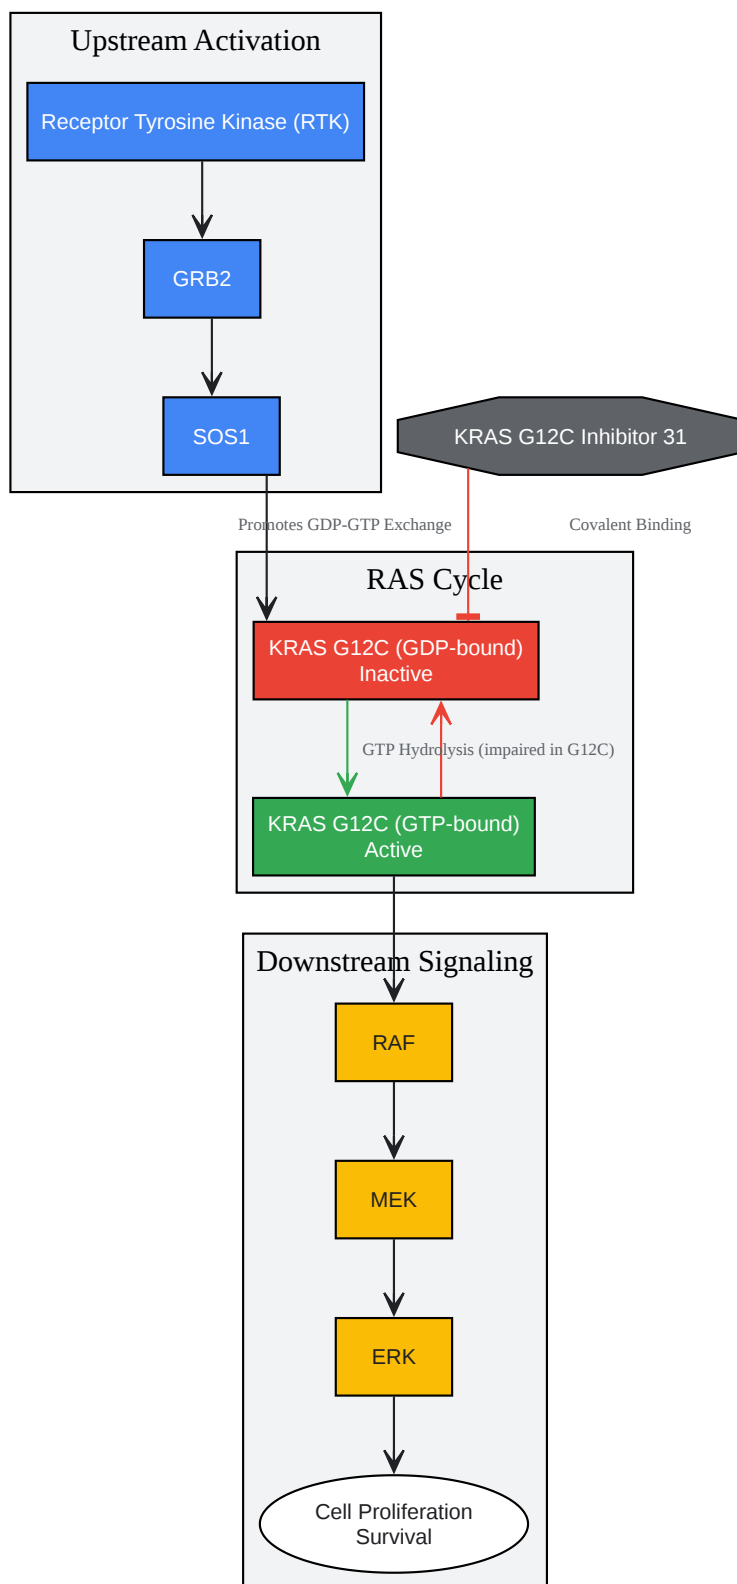 Upstream Activation
Receptor Tyrosine Kinase (RTK)
GRB2
SOS1
KRAS G12C Inhibitor 31
Promotes GDP-GTP Exchange
Covalent Binding
RAS Cycle
KRAS G12C (GDP-bound)
Inactive
GTP Hydrolysis (impaired in G12C)
KRAS G12C (GTP-bound)
Active
Downstream Signaling
RAF
MEK
ERK
Cell Proliferation
Survival